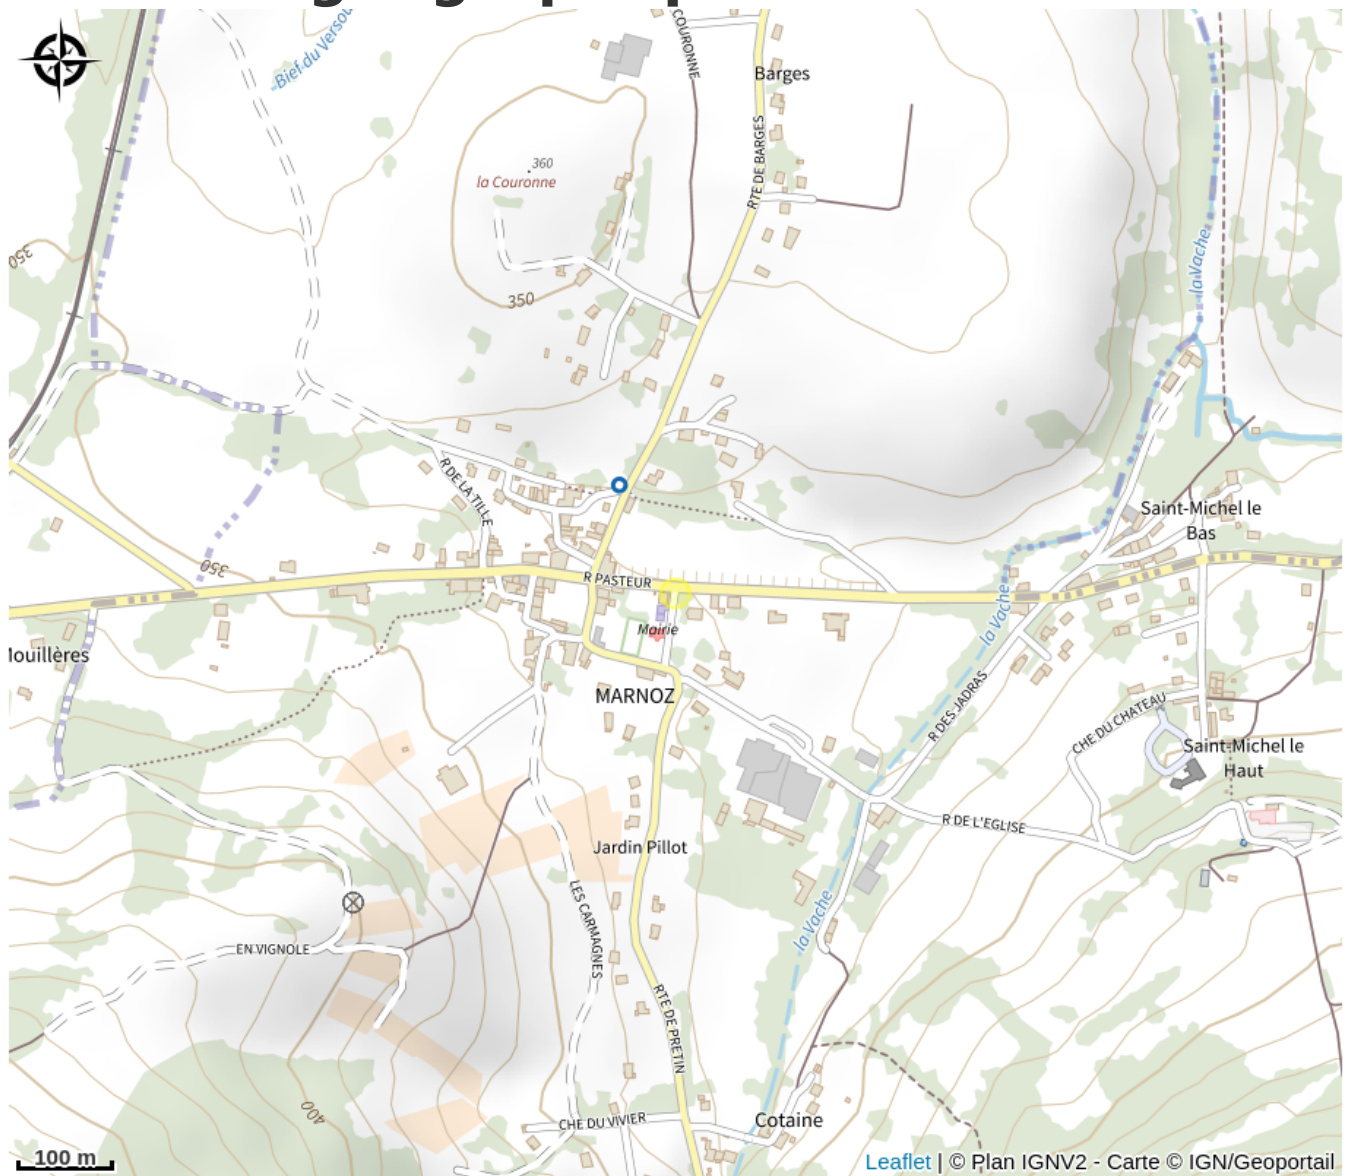 COURONNE
Bief du Verso
Barges
RTE DE BARGES
360
la Couronne
la Vache
350
350
R DE LA TILLE
Saint-Michel le
Bas
350
R PASTEUR
la Vache
Mairie
MARNOZ
R DES JADRAS
CHE DU CHATEAU
Saint-Michel le
Haut
R DE L'EGLISE
Jardin Pillot
LES CARMAGNES
la Vache
EN VIGNOLE
RTE DE PRETIN
400
CHE DU VIVIER
Cotaine
100 m
Leaflet | © Plan IGNV2 - Carte © IGN/Geoportail